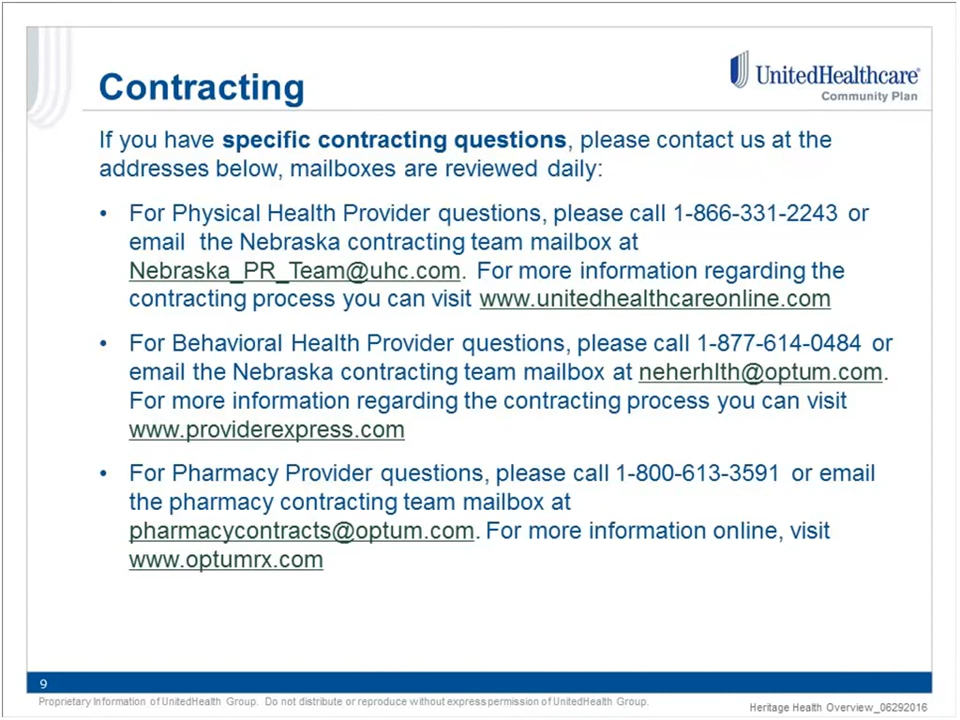 Contracting
UnitedHealthcare®
Community Plan
If you have specific contracting questions, please contact us at the
addresses below, mailboxes are reviewed daily:
• For Physical Health Provider questions, please call 1-866-331-2243 or
email the Nebraska contracting team mailbox at
Nebraska_PR_Team@uhc.com. For more information regarding the
contracting process you can visit www.unitedhealthcareonline.com
• For Behavioral Health Provider questions, please call 1-877-614-0484 or
email the Nebraska contracting team mailbox at neherhlth@optum.com.
For more information regarding the contracting process you can visit
www.providerexpress.com
• For Pharmacy Provider questions, please call 1-800-613-3591 or email
the pharmacy contracting team mailbox at
pharmacycontracts@optum.com. For more information online, visit
www.optumrx.com
9
Proprietary Information of UnitedHealth Group. Do not distribute or reproduce without express permission of UnitedHealth Group.
Heritage Health Overview_06292016